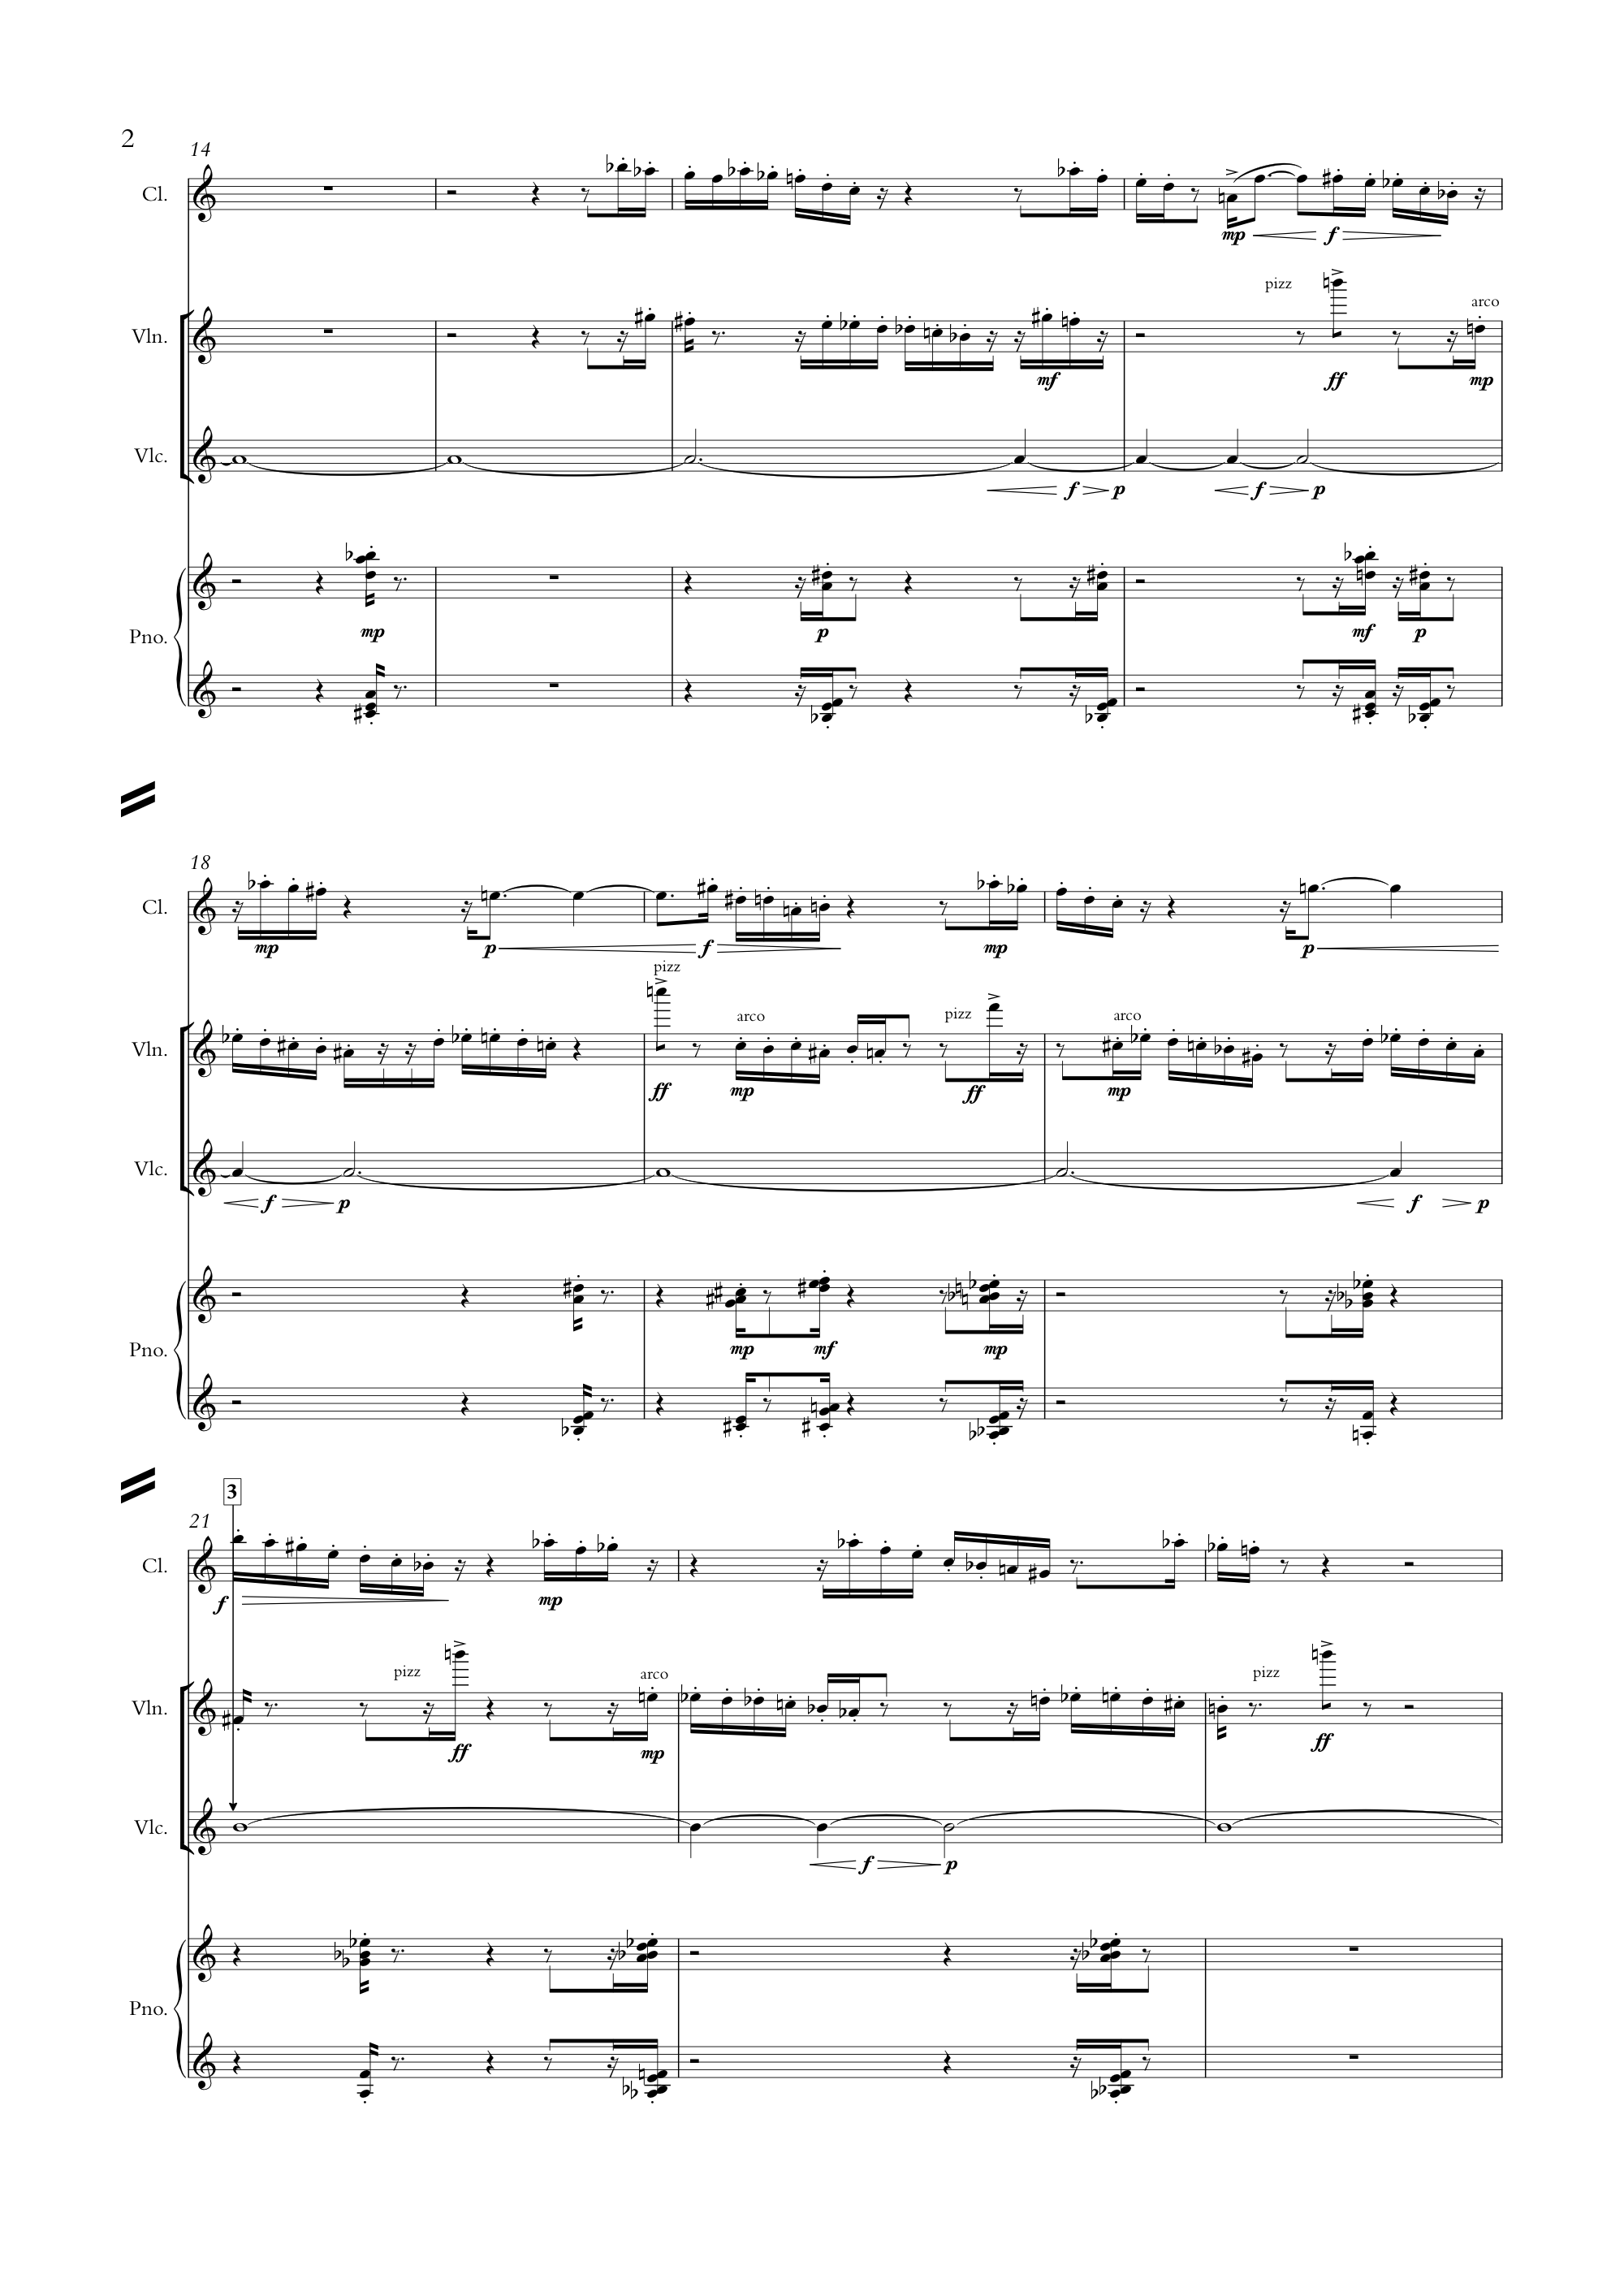 2
14
Cl.
pizz
arco
mp f
Vln.
mf ff mp
Vlc.
f p f p
Pno.
mp p mf p
18
Cl.
mp p f mp p
pizz
arco pizz arco
Vln.
ff mp ff mp
Vlc.
f p f p
Pno.
mp mf mp
3
21
Cl.
f mp
pizz arco pizz
Vln.
ff mp ff
Vlc.
f p
Pno.